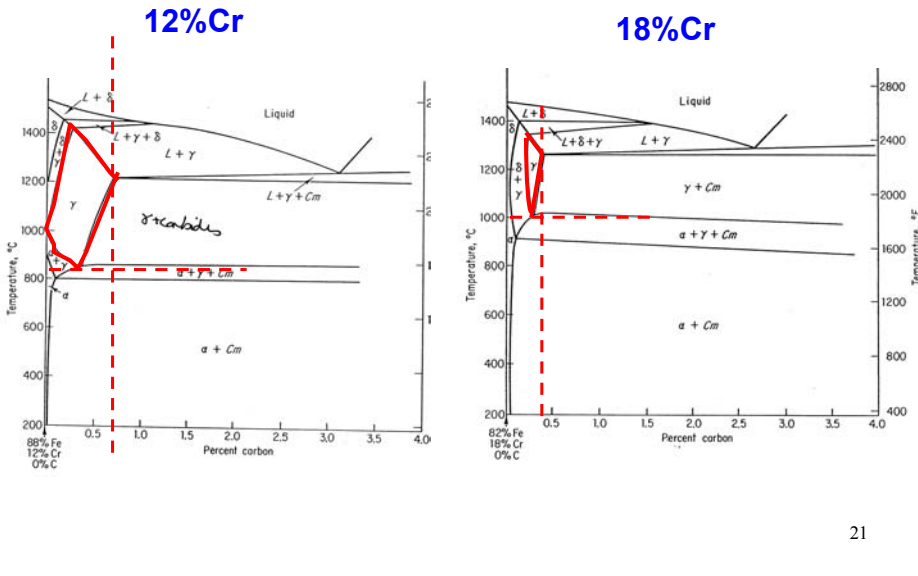 12%Cr
18%Cr
L + δ
Liquid
1400
δ
δ
+
γ
L + γ + δ
L + γ
1200
L + γ + Cm
γ
γ+carbides
1000
α
+
γ
α + γ + Cm
800
α
600
α + Cm
400
200
Temperature, °C
0.5
1.0
1.5
2.0
2.5
3.0
3.5
4.0
Percent carbon
88% Fe
12% Cr
0% C
L + δ
Liquid
2800
1400
δ
L + δ + γ
L + γ
2400
1200
δ
+
γ
γ
γ + Cm
2000
1000
α
α + γ + Cm
1600
800
1200
600
α + Cm
800
400
200
400
Temperature, °C
Temperature, °F
0.5
1.0
1.5
2.0
2.5
3.0
3.5
4.0
Percent carbon
82% Fe
18% Cr
0% C
21